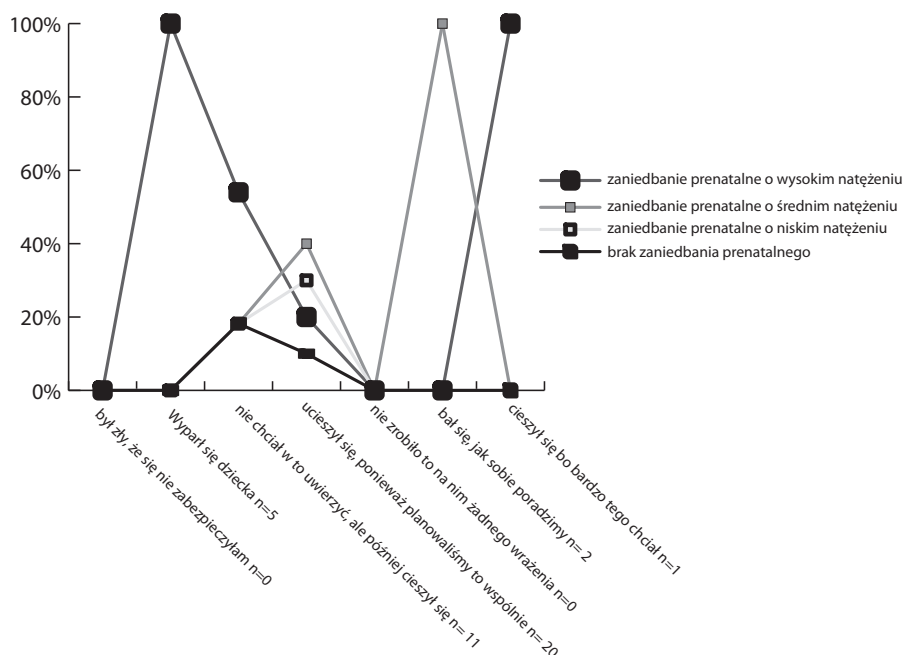 100%
80%
60%
40%
20%
0%
zaniedbanie prenatalne o wysokim natężeniu
zaniedbanie prenatalne o średnim natężeniu
zaniedbanie prenatalne o niskim natężeniu
brak zaniedbania prenatalnego
był zły, że się nie zabezpieczyłam n=0
Wyparł się dziecka n=5
nie chciał w to uwierzyć, ale później cieszył się n= 11
ucieszył się, ponieważ planowaliśmy to wspólnie n= 20
nie zrobiło to na nim żadnego wrażenia n=0
bał się, jak sobie poradzimy n= 2
cieszył się bo bardzo tego chciał n=1